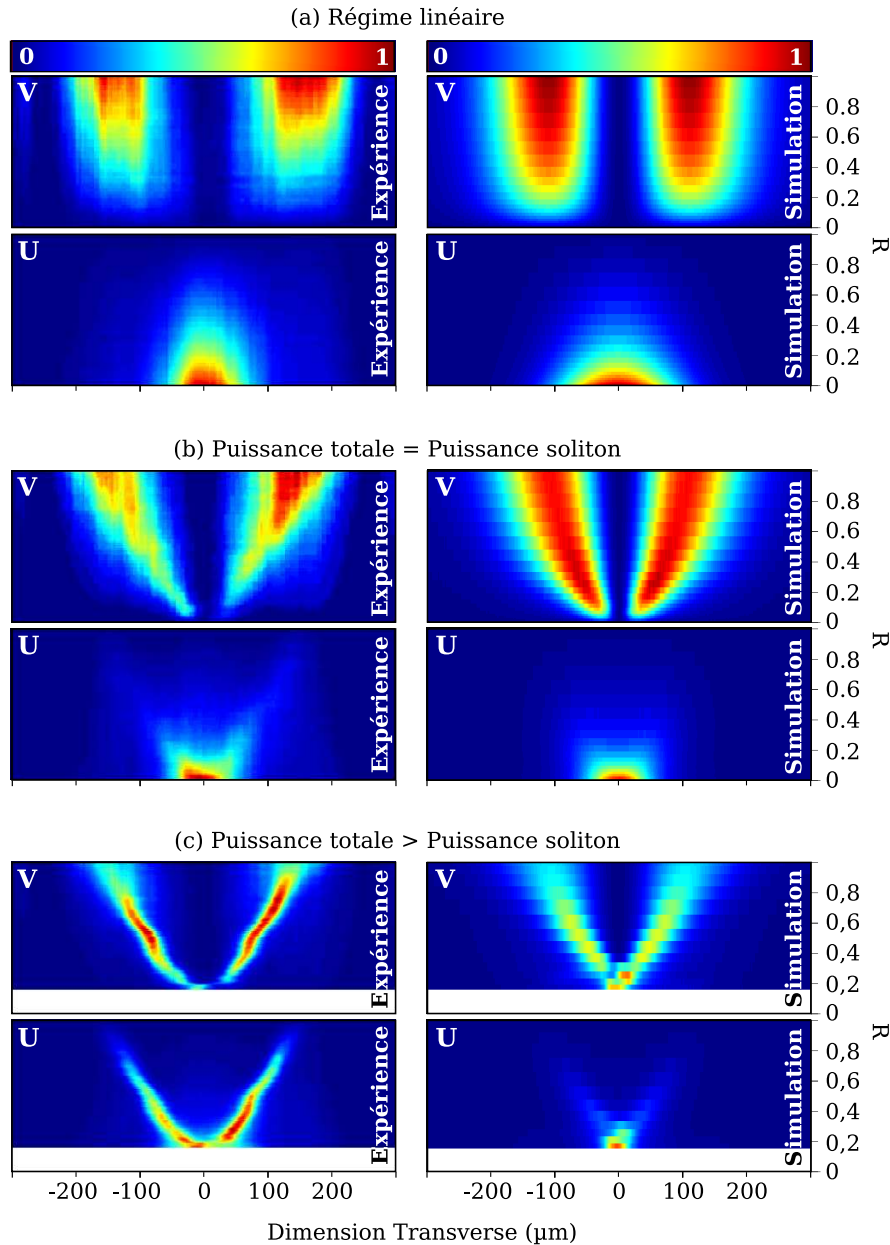 (a) Régime linéaire
0 1 0 1
V Expérience V Simulation 0.8 0.6 0.4 0.2 0
R
U Expérience U Simulation 0.8 0.6 0.4 0.2 0
(b) Puissance totale = Puissance soliton
V Expérience V Simulation 0.8 0.6 0.4 0.2 0
R
U Expérience U Simulation 0.8 0.6 0.4 0.2 0
(c) Puissance totale > Puissance soliton
V Expérience V Simulation 0,8 0,6 0,4 0,2 0
R
U Expérience U Simulation 0,8 0,6 0,4 0,2 0
-200 -100 0 100 200 -200 -100 0 100 200
Dimension Transverse (µm)